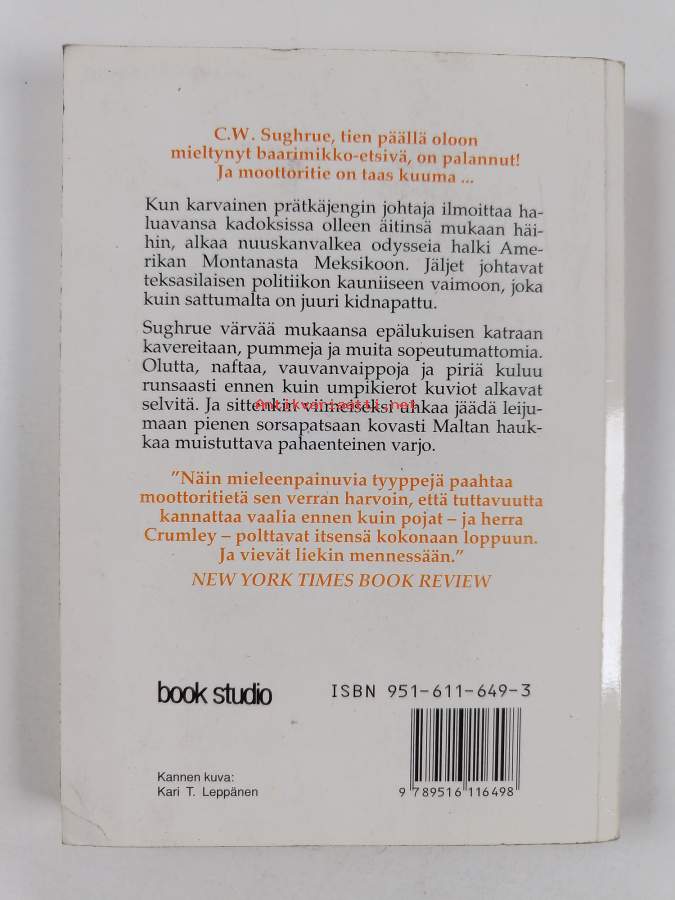 C.W. Sughrue, tien päällä oloon
mieltynyt baarimikko-etsivä, on palannut!
Ja moottoritie on taas kuuma ...
Kun karvainen prätkäjengin johtaja ilmoittaa ha-
luavansa kadoksissa olleen äitinsä mukaan häi-
hin, alkaa nuuskanvalkea odysseia halki Ame-
rikan Montanasta Meksikoon. Jäljet johtavat
teksasilaisen politiikon kauniiseen vaimoon, joka
kuin sattumalta on juuri kidnapattu.
Sughrue värvää mukaansa epälukuisen katraan
kavereitaan, pummeja ja muita sopeutumattomia.
Olutta, naftaa, vauvanvaippoja ja piriä kuluu
runsaasti ennen kuin umpikierot kuviot alkavat
selvitä. Ja sittenkin viimeiseksi uhkaa jäädä leiju-
Antikvariaatti.net
maan pienen sorsapatsaan kovasti Maltan hauk-
kaa muistuttava pahaenteinen varjo.
”Näin mieleenpainuvia tyyppejä paahtaa
moottoritietä sen verran harvoin, että tuttavuutta
kannattaa vaalia ennen kuin pojat – ja herra
Crumley – polttavat itsensä kokonaan loppuun.
Ja vievät liekin mennessään.”
NEW YORK TIMES BOOK REVIEW
book studio
ISBN 951-611-649-3
Kannen kuva:
Kari T. Leppänen
9 789516 116498